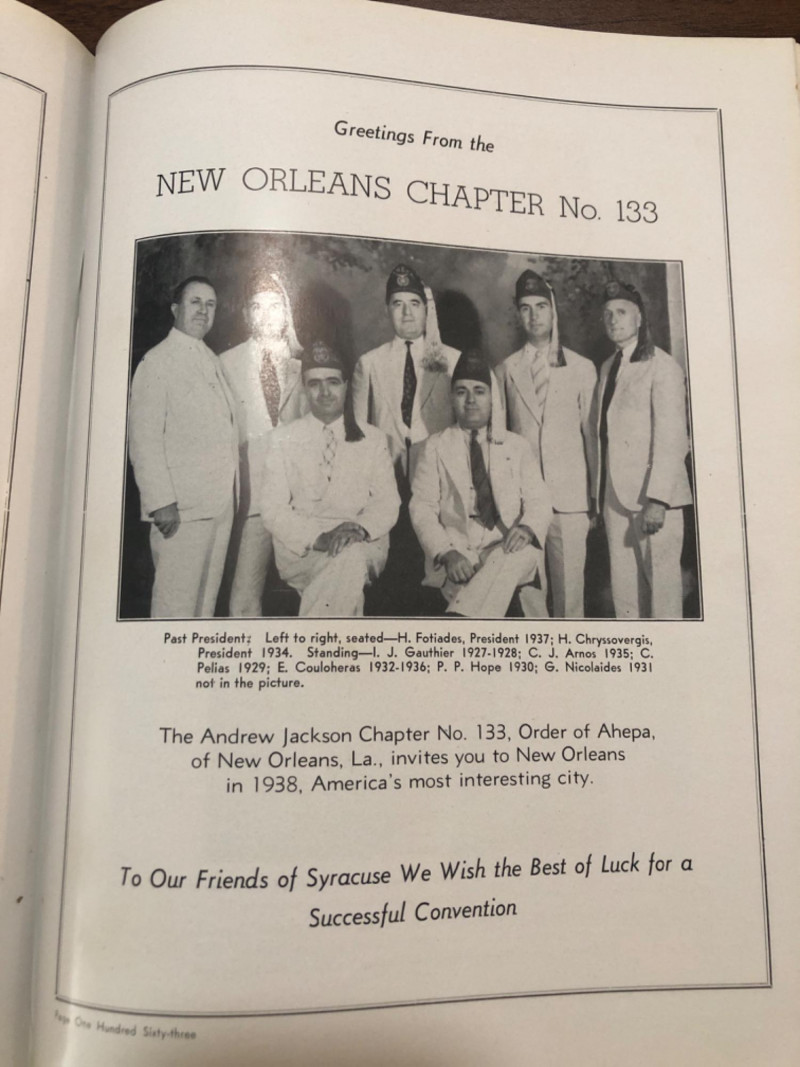 Greetings From the
NEW ORLEANS CHAPTER No. 133
Past President; Left to right, seated—H. Fotiades, President 1937; H. Chryssovergis,
President 1934. Standing—I. J. Gauthier 1927-1928; C. J. Arnos 1935; C.
Pelias 1929; E. Couloheras 1932-1936; P. P. Hope 1930; G. Nicolaides 1931
not in the picture.
The Andrew Jackson Chapter No. 133, Order of Ahepa,
of New Orleans, La., invites you to New Orleans
in 1938, America's most interesting city.
To Our Friends of Syracuse We Wish the Best of Luck for a
Successful Convention
Page One Hundred Sixty-three